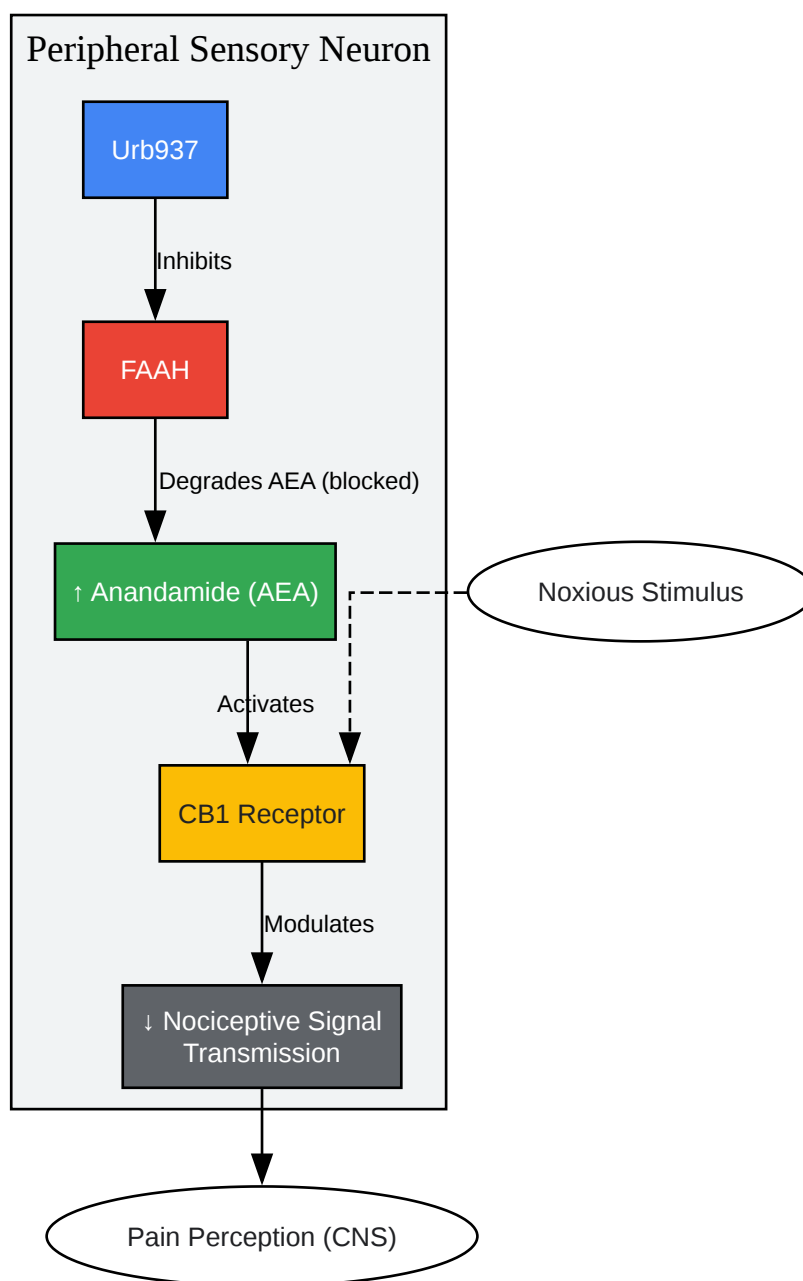 Peripheral Sensory Neuron
Urb937
Inhibits
FAAH
Degrades AEA (blocked)
↑ Anandamide (AEA)
Noxious Stimulus
Activates
CB1 Receptor
Modulates
↓ Nociceptive Signal
Transmission
Pain Perception (CNS)